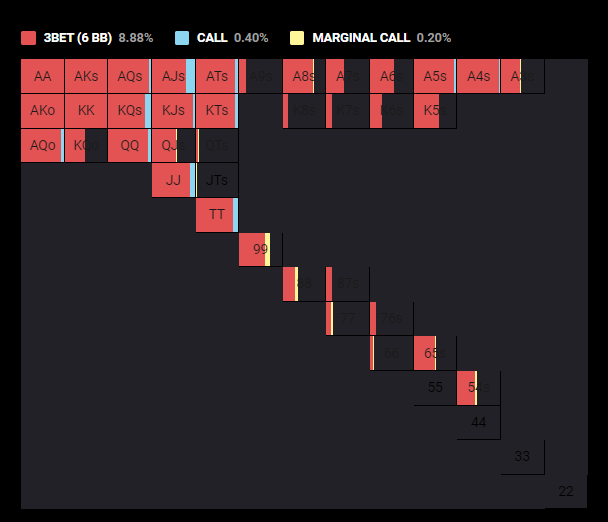 3BET (6 BB) 8.88% CALL 0.40% MARGINAL CALL 0.20%
AA AKs AQs AJs ATs A9s A8s A7s A6s A5s A4s A3s
AKo KK KQs KJs KTs K8s K7s K6s K5s
AQo KQo QQ QJs QTs
JJ JTs
TT
99
88 87s
77 76s
66 65s
55 54s
44
33
22